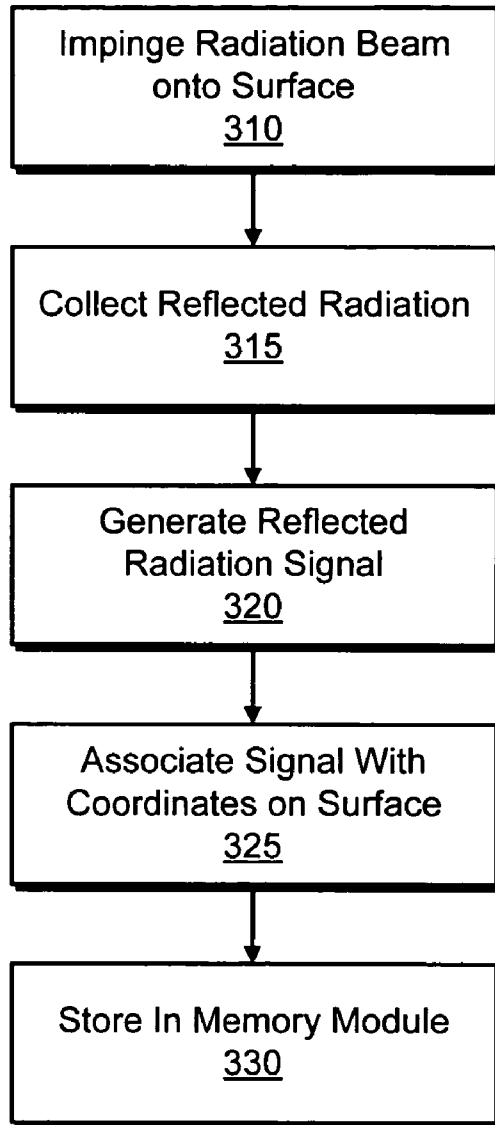 Impinge Radiation Beam
onto Surface
310
Collect Reflected Radiation
315
Generate Reflected
Radiation Signal
320
Associate Signal With
Coordinates on Surface
325
Store In Memory Module
330